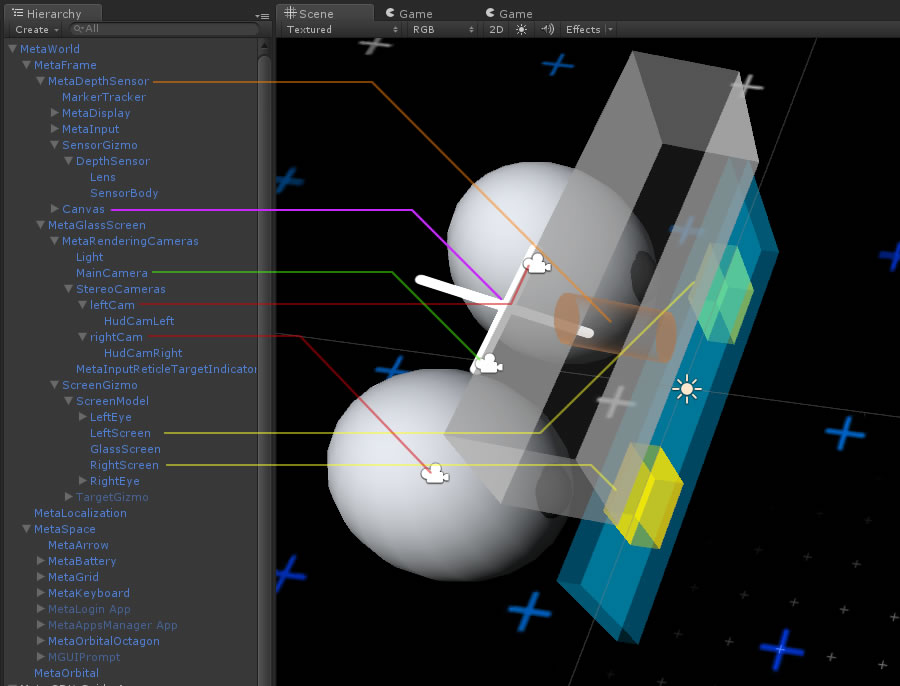 Hierarchy
Create
All
MetaWorld
MetaFrame
MetaDepthSensor
MarkerTracker
MetaDisplay
MetaInput
SensorGizmo
DepthSensor
Lens
SensorBody
Canvas
MetaGlassScreen
MetaRenderingCameras
Light
MainCamera
StereoCameras
leftCam
HudCamLeft
rightCam
HudCamRight
MetaInputReticleTargetIndicator
ScreenGizmo
ScreenModel
LeftEye
LeftScreen
GlassScreen
RightScreen
RightEye
TargetGizmo
MetaLocalization
MetaSpace
MetaArrow
MetaBattery
MetaGrid
MetaKeyboard
MetaLogin App
MetaAppsManager App
MetaOrbitalOctagon
MGUIPrompt
MetaOrbital
Scene Game Game
Textured RGB 2D Effects